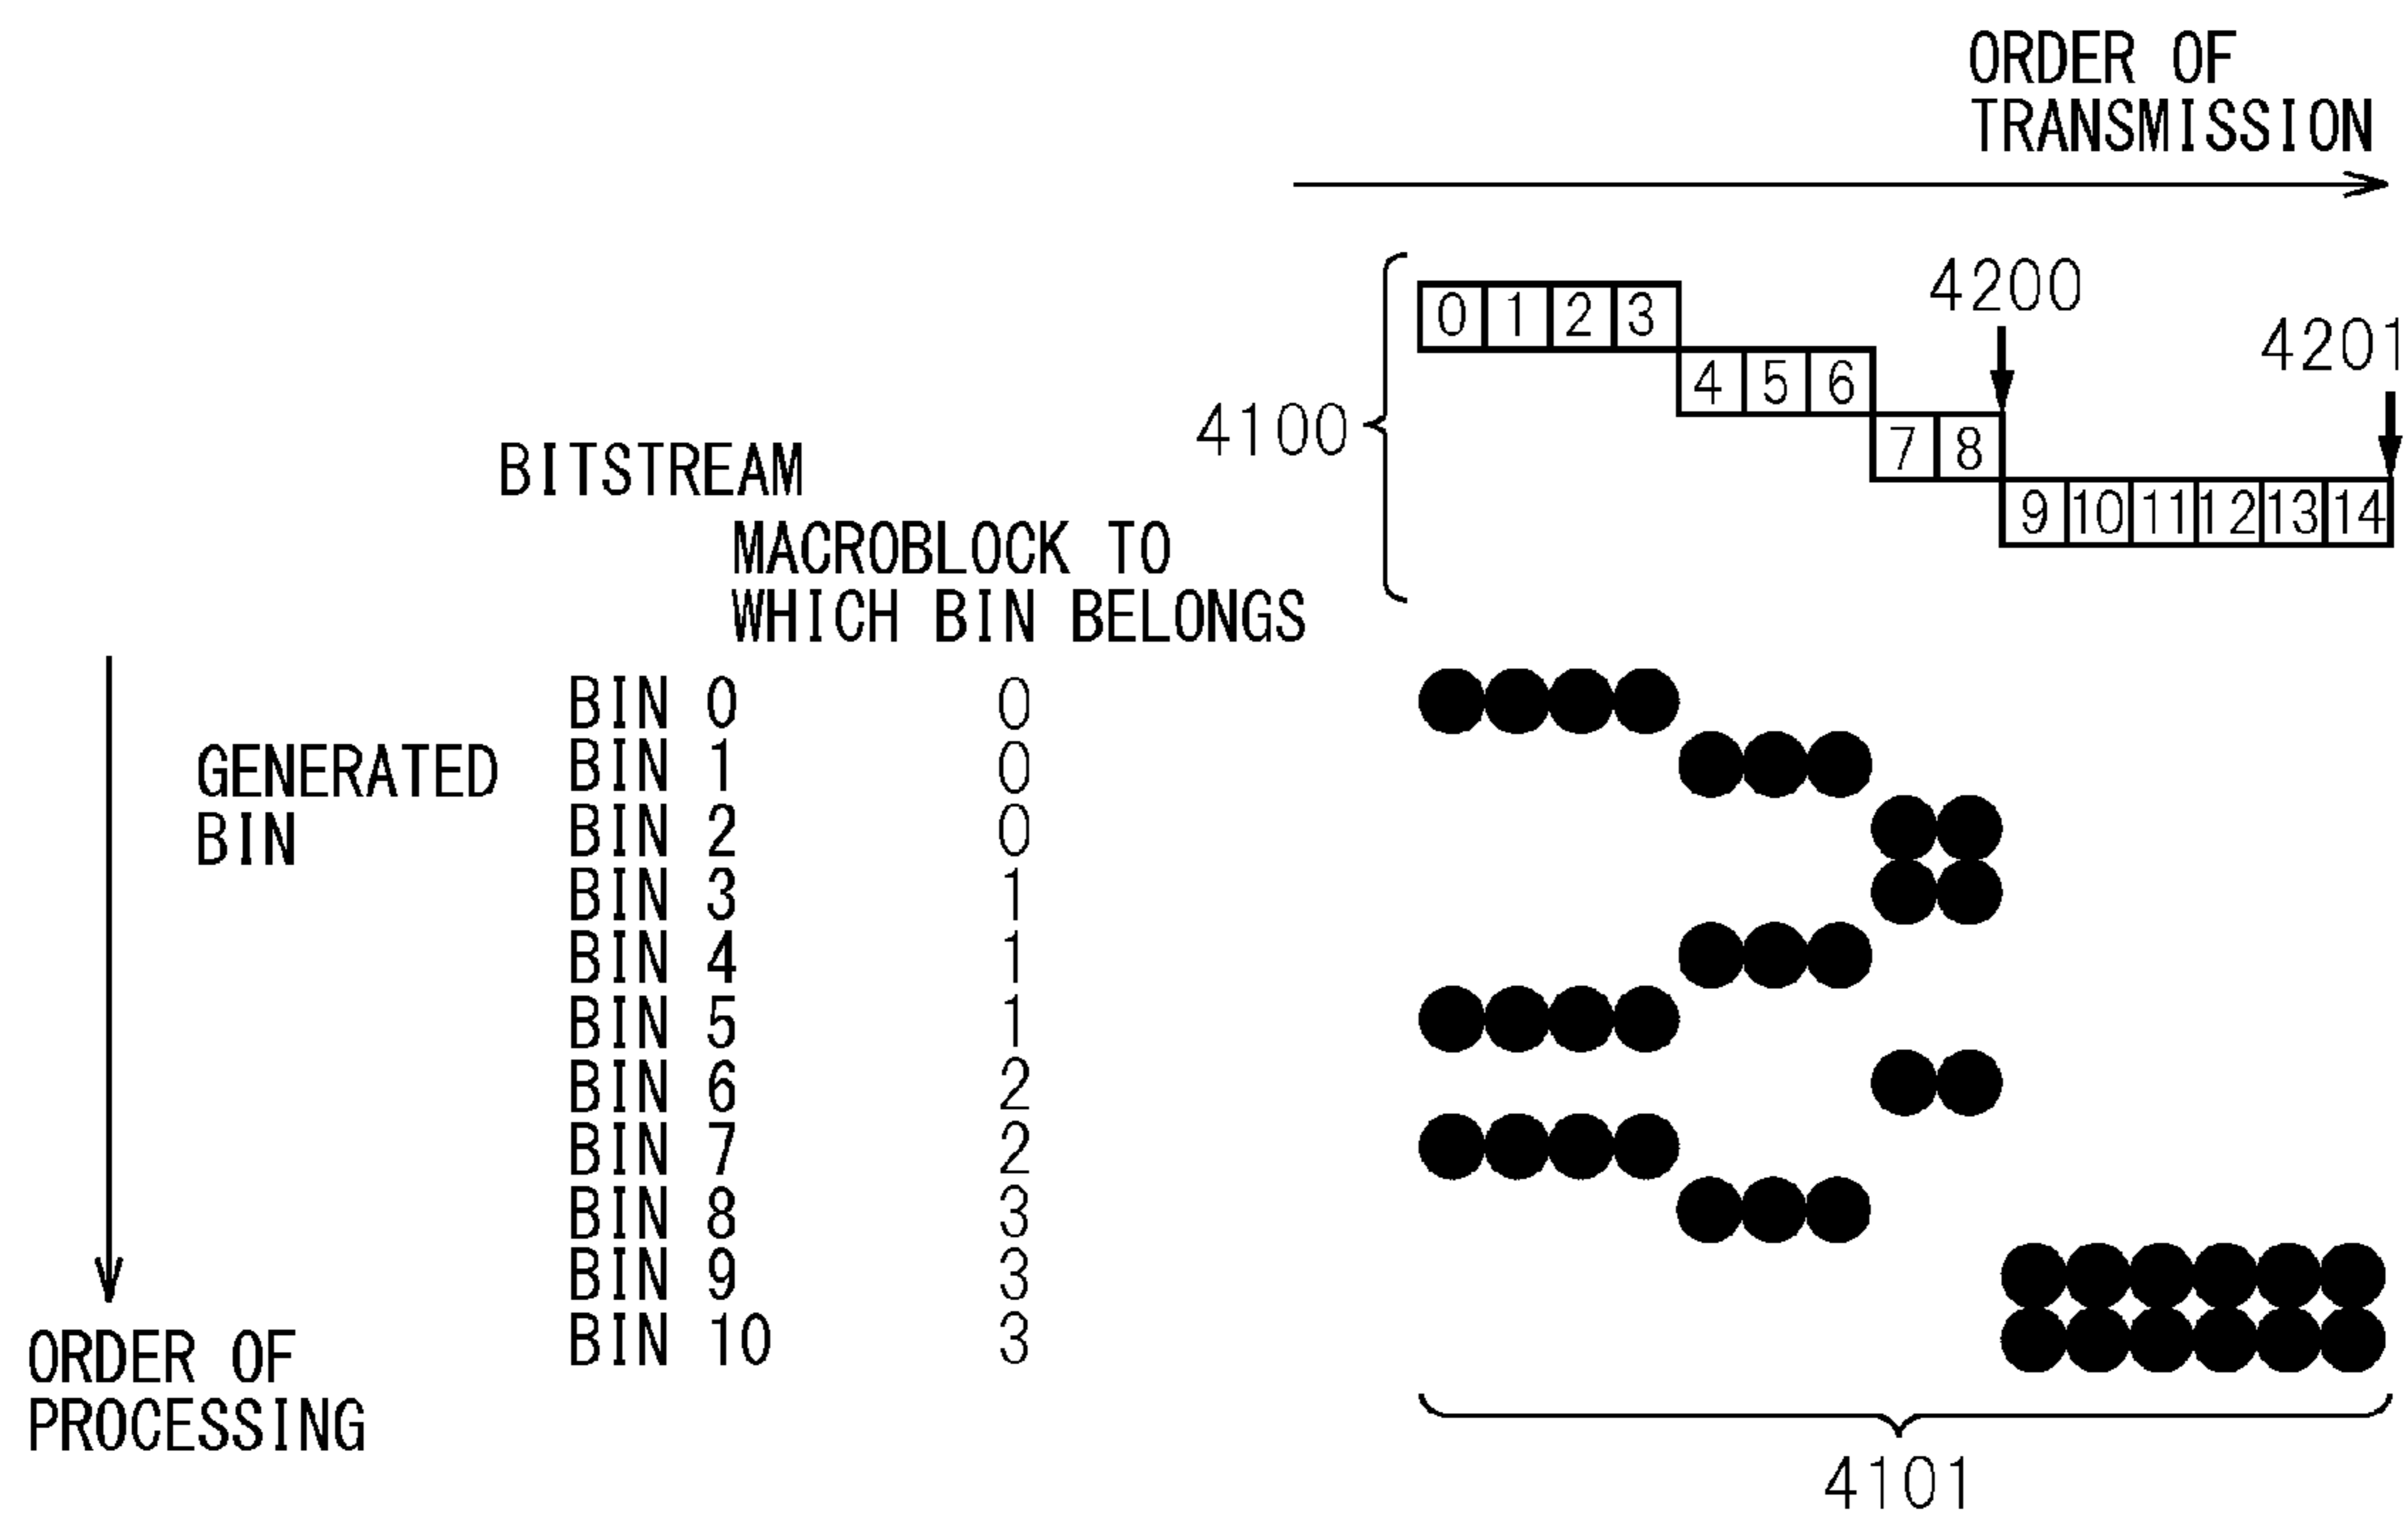 ORDER OF
TRANSMISSION
4200
4201
4100
0 1 2 3
4 5 6
7 8
9 10 11 12 13 14
BITSTREAM
MACROBLOCK TO
WHICH BIN BELONGS
GENERATED
BIN
BIN 0 0
BIN 1 0
BIN 2 0
BIN 3 1
BIN 4 1
BIN 5 1
BIN 6 2
BIN 7 2
BIN 8 3
BIN 9 3
BIN 10 3
ORDER OF
PROCESSING
4101